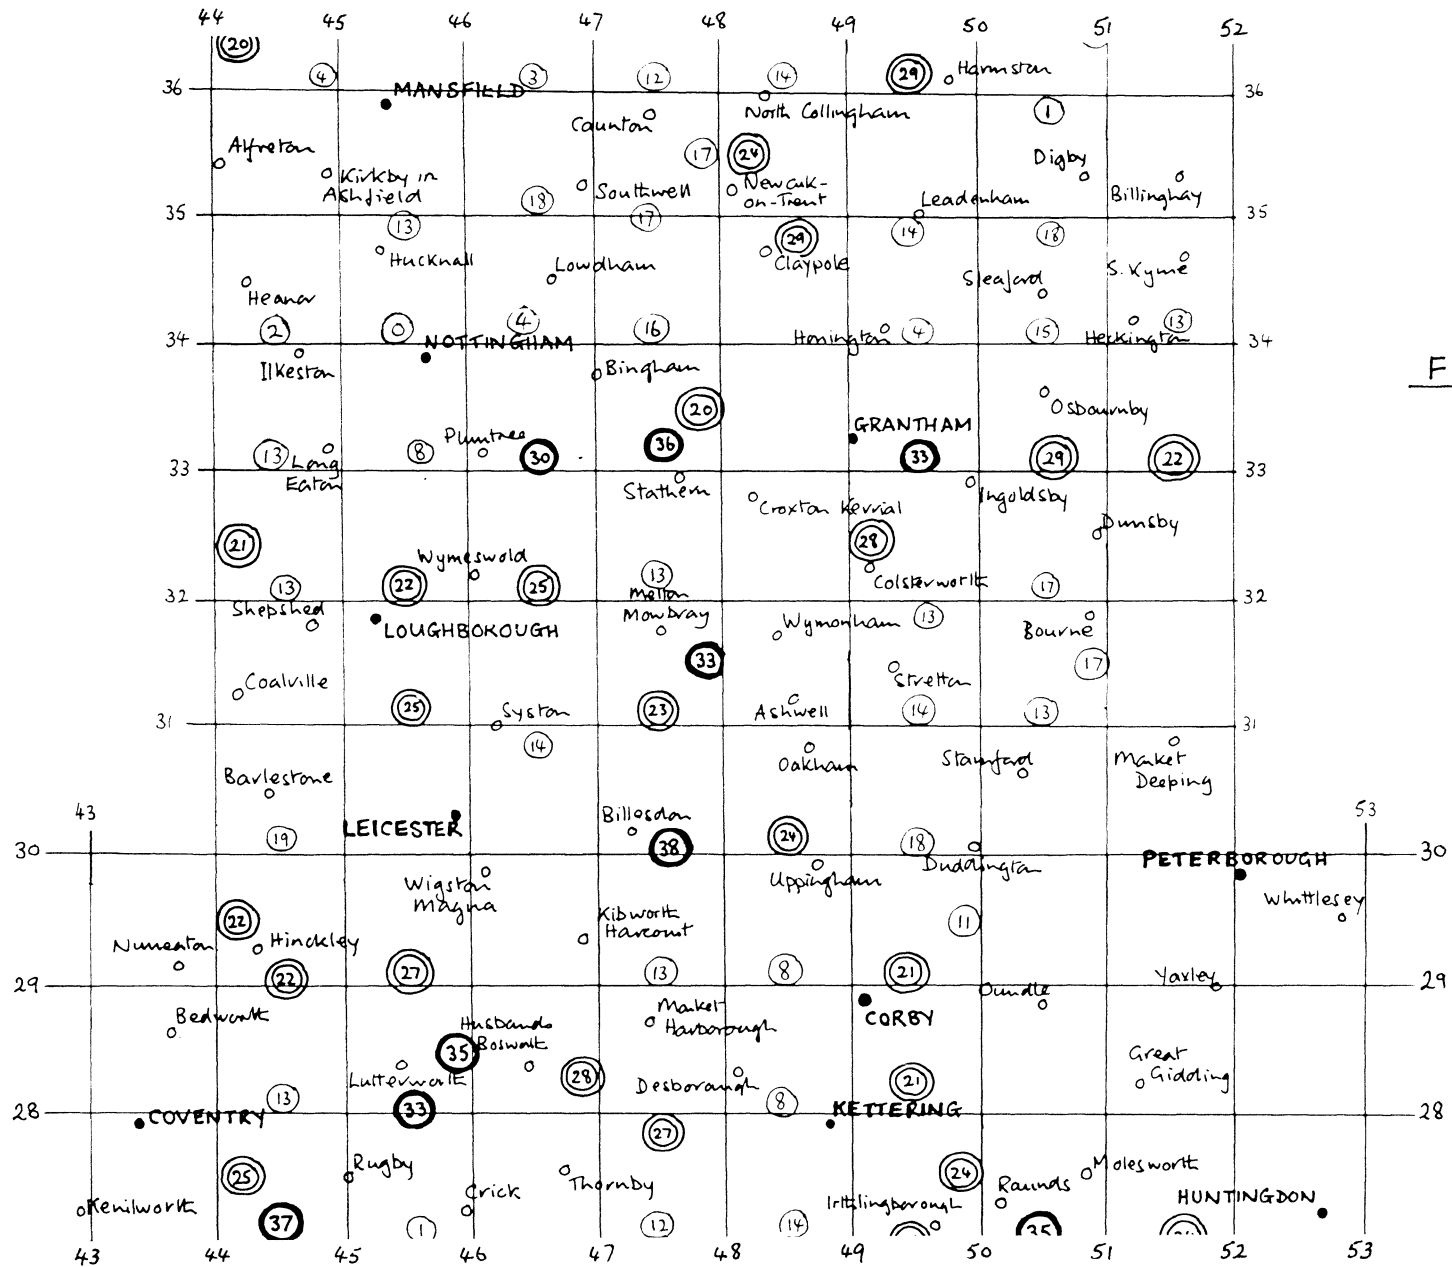 44 45 46 47 48 49 50 51 52
20
4 3 12 14 29 Harmston
36 MANSFIELD 36
Caunton North Collingham 1
Alfreton 17 24 Digby
Kirkby in Southwell Newark-
Ashfield 18 on-Trent Leadenham Billinghay
35 17 35
13 29 14 18
Hucknall Lowdham Claypole Sleaford S. Kyme
Heanor
2 0 4 16 Honington 4 15 Heckington 13
34 NOTTINGHAM 34
Ilkeston Bingham
F
20 Osbournby
Plumtree 36 GRANTHAM
13 Long 8 30 33 29 22
33 Eaton 33
Stathern Croxton Kerrial Ingoldsby
Dunsby
21 28
Wymeswold
13 22 25 13 Colsterworth 17
32 Melton 32
Shepshed Mowbray Wymonham 13 Bourne
LOUGHBOROUGH
33 17
Coalville Stretton
25 Syston 23 Ashwell 14 13
31 31
14 Oakham Stamford Market
Barlestone Deeping
43 53
Billesdon
LEICESTER
19 38 24 18
30 PETERBOROUGH 30
Wigston Uppingham Duddington
Magna Whittlesey
22 Kibworth 11
Nuneaton Hinckley Harcourt
22 27 13 8 21 Yaxley
29 Oundle 29
Bedworth Husbands Market CORBY
Bosworth Harborough
35 Great
Lutterworth 28 Desborough 21 Gidding
13 33 8 KETTERING
28 COVENTRY 28
27
Rugby 24 Molesworth
25 Thornby Raunds
Kenilworth Crick Irthlingborough HUNTINGDON
37 1 12 14 35
43 44 45 46 47 48 49 50 51 52 53